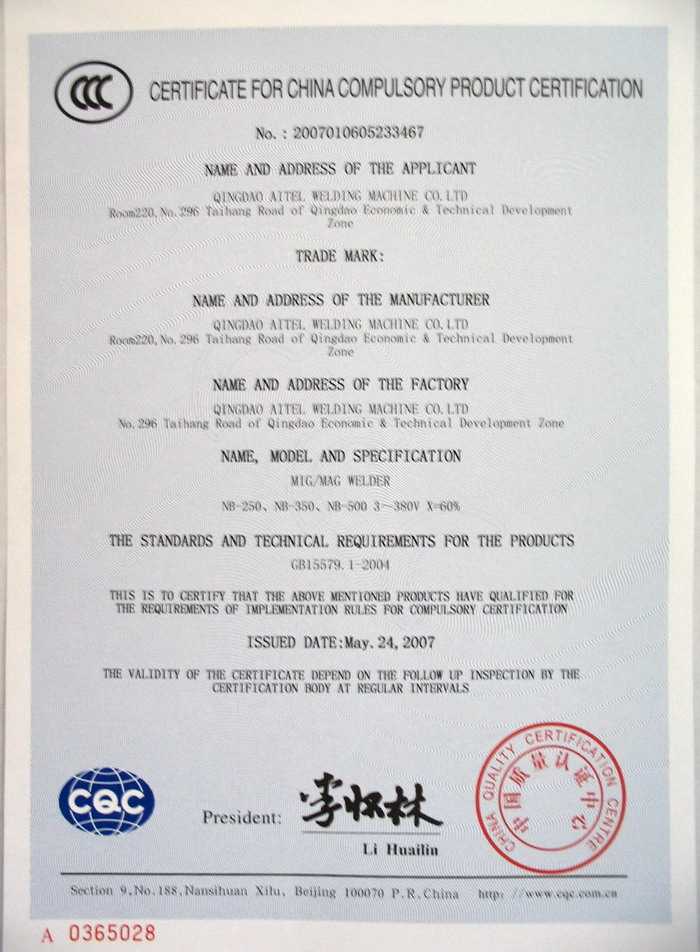 CCC CERTIFICATE FOR CHINA COMPULSORY PRODUCT CERTIFICATION
No. : 2007010605233467
NAME AND ADDRESS OF THE APPLICANT
QINGDAO AITEL WELDING MACHINE CO.LTD
Room220,No.296 Taihang Road of Qingdao Economic & Technical Development
Zone
TRADE MARK:
NAME AND ADDRESS OF THE MANUFACTURER
QINGDAO AITEL WELDING MACHINE CO.LTD
Room220,No.296 Taihang Road of Qingdao Economic & Technical Development
Zone
NAME AND ADDRESS OF THE FACTORY
QINGDAO AITEL WELDING MACHINE CO.LTD
No.296 Taihang Road of Qingdao Economic & Technical Development Zone
NAME, MODEL AND SPECIFICATION
MIG/MAG WELDER
NB-250、NB-350、NB-500 3～380V X=60%
THE STANDARDS AND TECHNICAL REQUIREMENTS FOR THE PRODUCTS
GB15579.1-2004
THIS IS TO CERTIFY THAT THE ABOVE MENTIONED PRODUCTS HAVE QUALIFIED FOR
THE REQUIREMENTS OF IMPLEMENTATION RULES FOR COMPULSORY CERTIFICATION
ISSUED DATE:May.24,2007
THE VALIDITY OF THE CERTIFICATE DEPEND ON THE FOLLOW UP INSPECTION BY THE
CERTIFICATION BODY AT REGULAR INTERVALS
CQC
President: 李怀林
Li Huailin
CHINA QUALITY CERTIFICATION CENTRE
中国质量认证中心
Section 9,No.188,Nansihuan Xilu, Beijing 100070 P.R.China http://www.cqc.com.cn
A 0365028